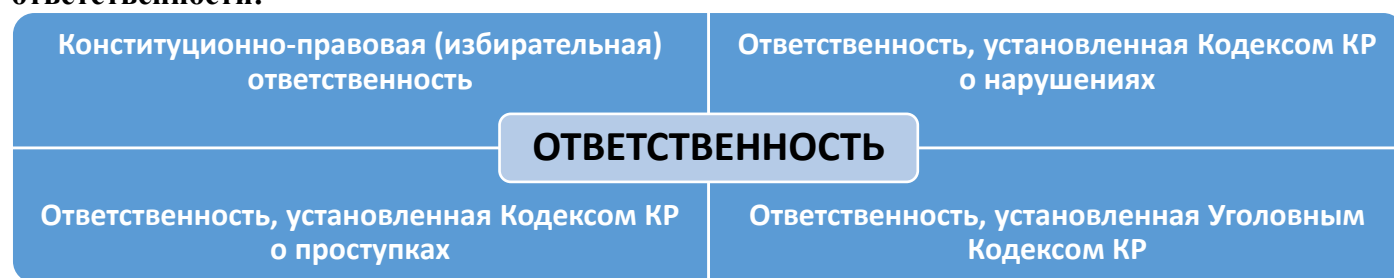 ответственности:
Конституционно-правовая (избирательная)
ответственность
Ответственность, установленная Кодексом КР
о нарушениях
ОТВЕТСТВЕННОСТЬ
Ответственность, установленная Кодексом КР
о проступках
Ответственность, установленная Уголовным
Кодексом КР